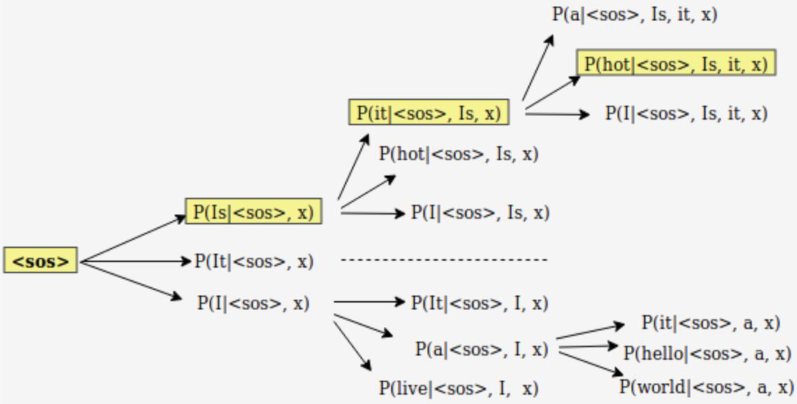 P(a|<sos>, Is, it, x)
P(hot|<sos>, Is, it, x)
P(it|<sos>, Is, x)
P(I|<sos>, Is, it, x)
P(hot|<sos>, Is, x)
P(Is|<sos>, x)
P(I|<sos>, Is, x)
<sos>
P(It|<sos>, x)
P(I|<sos>, x)
P(It|<sos>, I, x)
P(it|<sos>, a, x)
P(a|<sos>, I, x)
P(hello|<sos>, a, x)
P(live|<sos>, I, x)
P(world|<sos>, a, x)